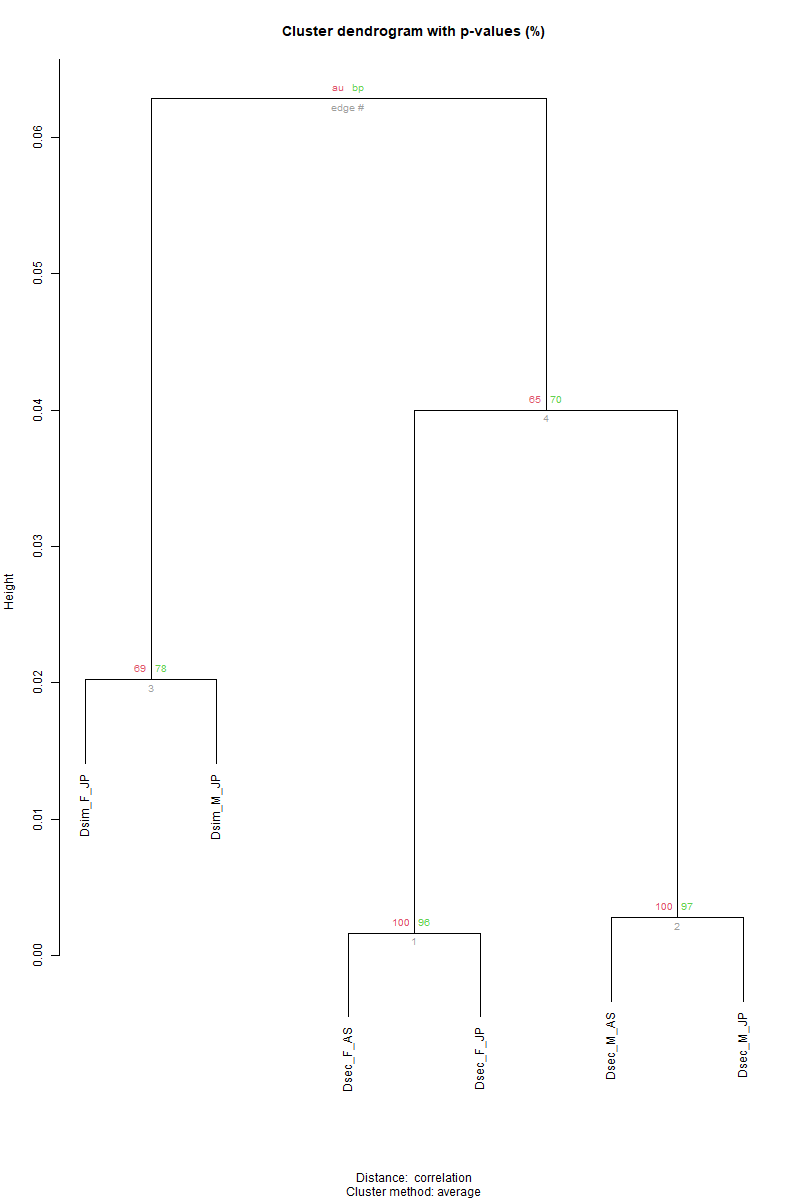 Cluster dendrogram with p-values (%)
au bp
edge #
0.06
0.05
0.04
0.03
0.02
0.01
0.00
Height
65 70
4
69 78
3
Dsim_F_JP
Dsim_M_JP
100 96
1
100 97
2
Dsec_F_AS
Dsec_F_JP
Dsec_M_AS
Dsec_M_JP
Distance: correlation
Cluster method: average